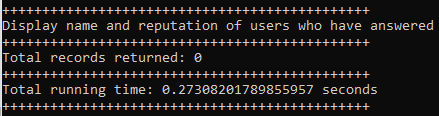 ++++++++++++++++++++++++++++++++++++++++++++++
Display name and reputation of users who have answered
++++++++++++++++++++++++++++++++++++++++++++++
Total records returned: 0
++++++++++++++++++++++++++++++++++++++++++++++
Total running time: 0.27308201789855957 seconds
++++++++++++++++++++++++++++++++++++++++++++++